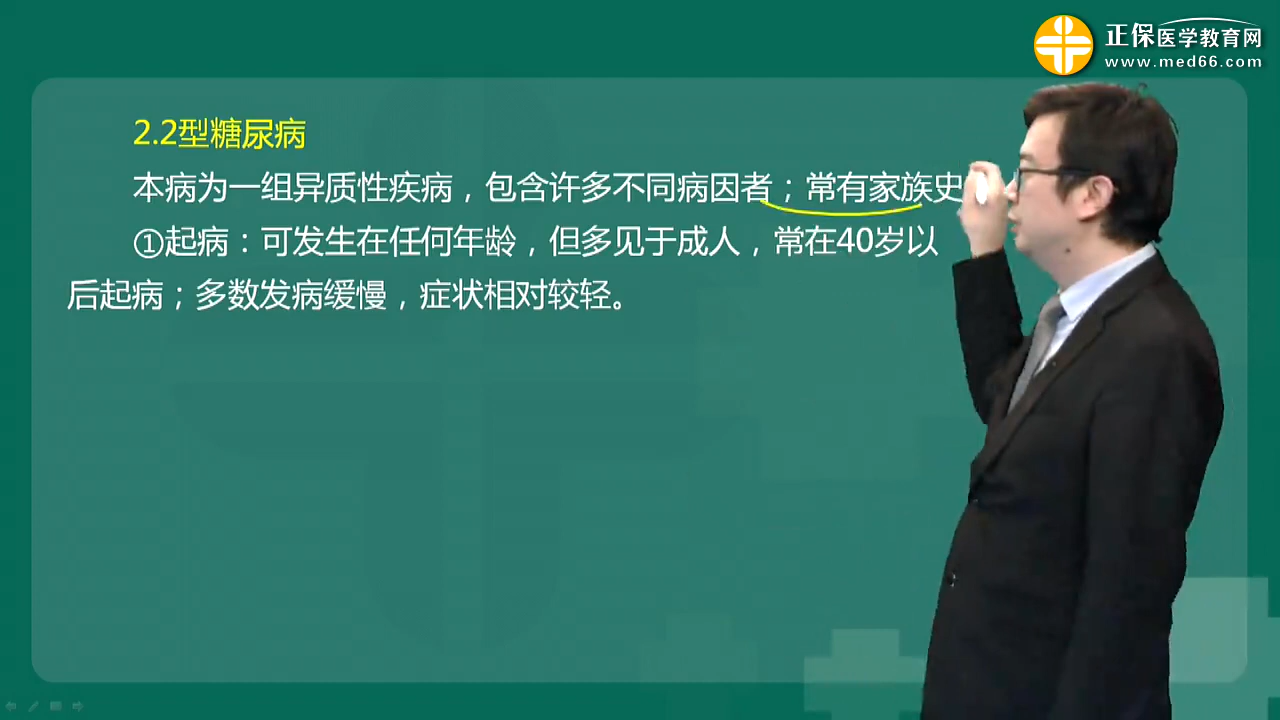 正保医学教育网
www.med66.com
2.2型糖尿病
本病为一组异质性疾病，包含许多不同病因者；常有家族史
①起病：可发生在任何年龄，但多见于成人，常在40岁以
后起病；多数发病缓慢，症状相对较轻。